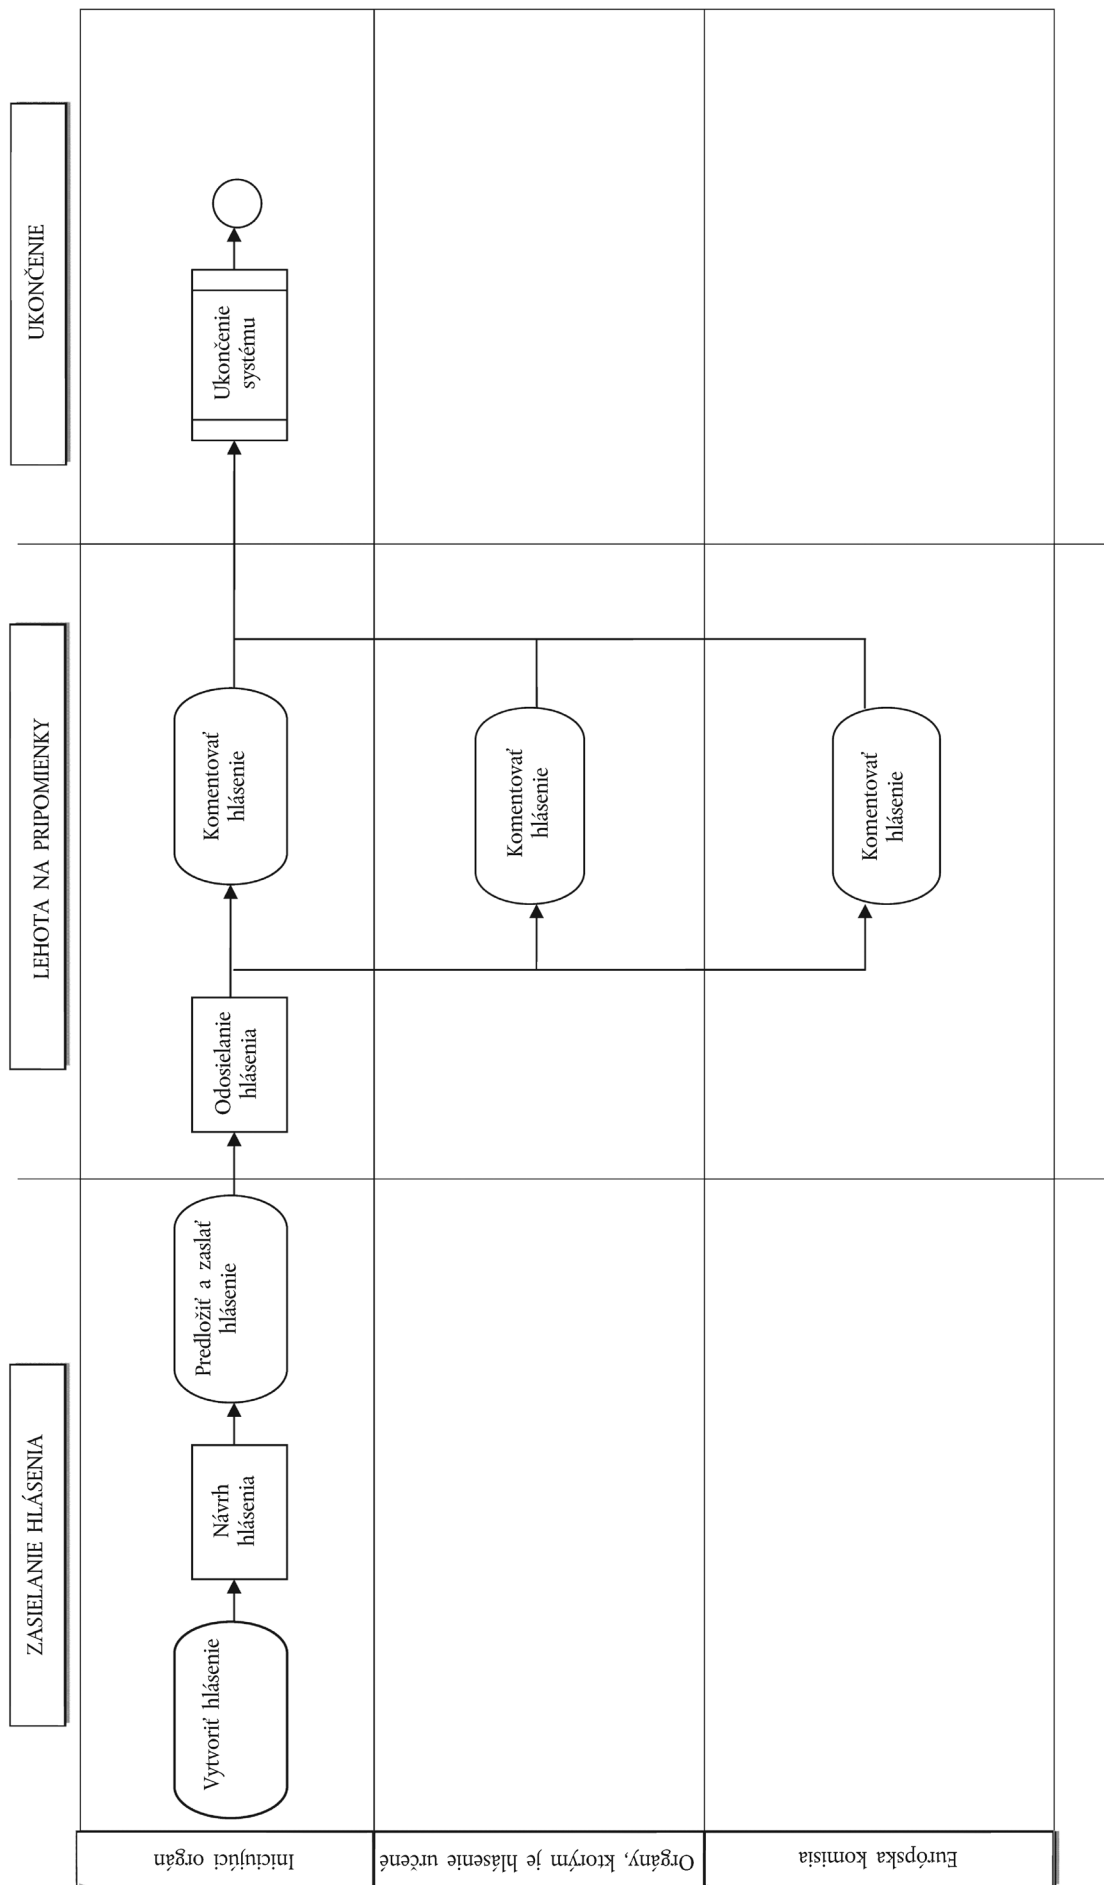 ZASIELANIE HLÁSENIA
LEHOTA NA PRIPOMIENKY
UKONČENIE
Iniciujúci orgán
Vytvoriť hlásenie
Návrh
hlásenia
Predložiť a zaslať
hlásenie
Odosielanie
hlásenia
Komentovať
hlásenie
Ukončenie
systému
Orgány, ktorým je hlásenie určené
Komentovať
hlásenie
Európska komisia
Komentovať
hlásenie